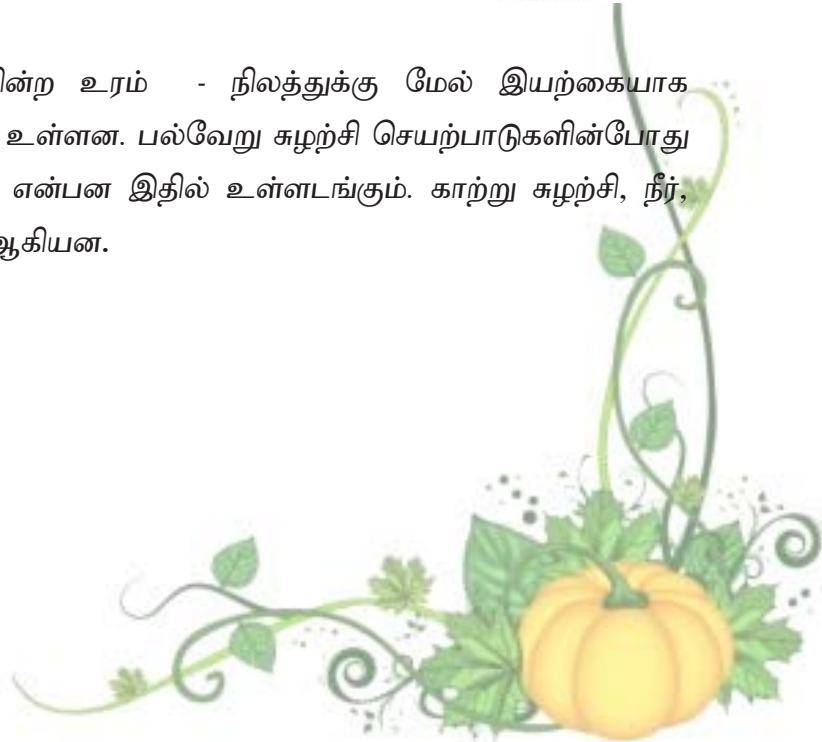 ின்ற உரம் - நிலத்துக்கு மேல் இயற்கையாக
உள்ளன. பல்வேறு சுழற்சி செயற்பாடுகளின்போது
என்பன இதில் உள்ளடங்கும். காற்று சுழற்சி, நீர்,
ஆகியன.